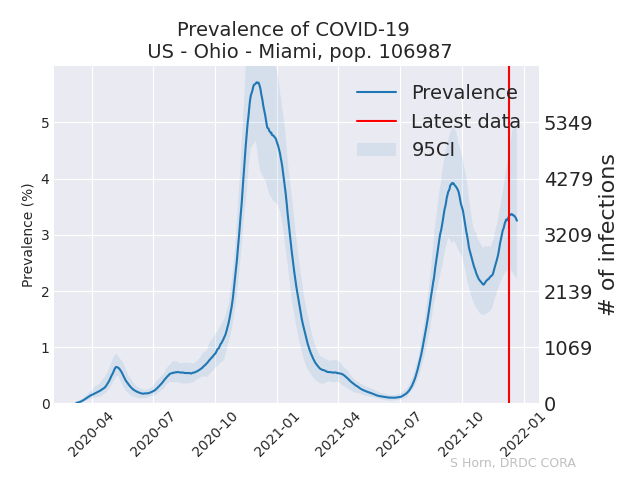 Prevalence of COVID-19
US - Ohio - Miami, pop. 106987
Prevalence
Latest data
95CI
Prevalence (%)
5
4
3
2
1
0
5349
4279
3209
2139
1069
0
# of infections
2020-04
2020-07
2020-10
2021-01
2021-04
2021-07
2021-10
2022-01
S Horn, DRDC CORA